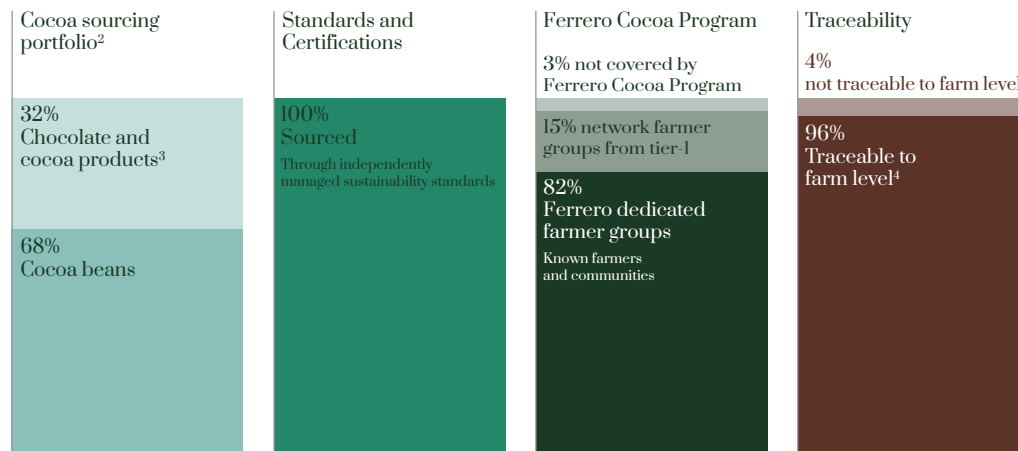 Cocoa sourcing
portfolio²
32%
Chocolate and
cocoa products³
68%
Cocoa beans
Standards and
Certifications
100%
Sourced
Through independently
managed sustainability standards
Ferrero Cocoa Program
3% not covered by
Ferrero Cocoa Program
15% network farmer
groups from tier-1
82%
Ferrero dedicated
farmer groups
Known farmers
and communities
Traceability
4%
not traceable to farm level
96%
Traceable to
farm level⁴